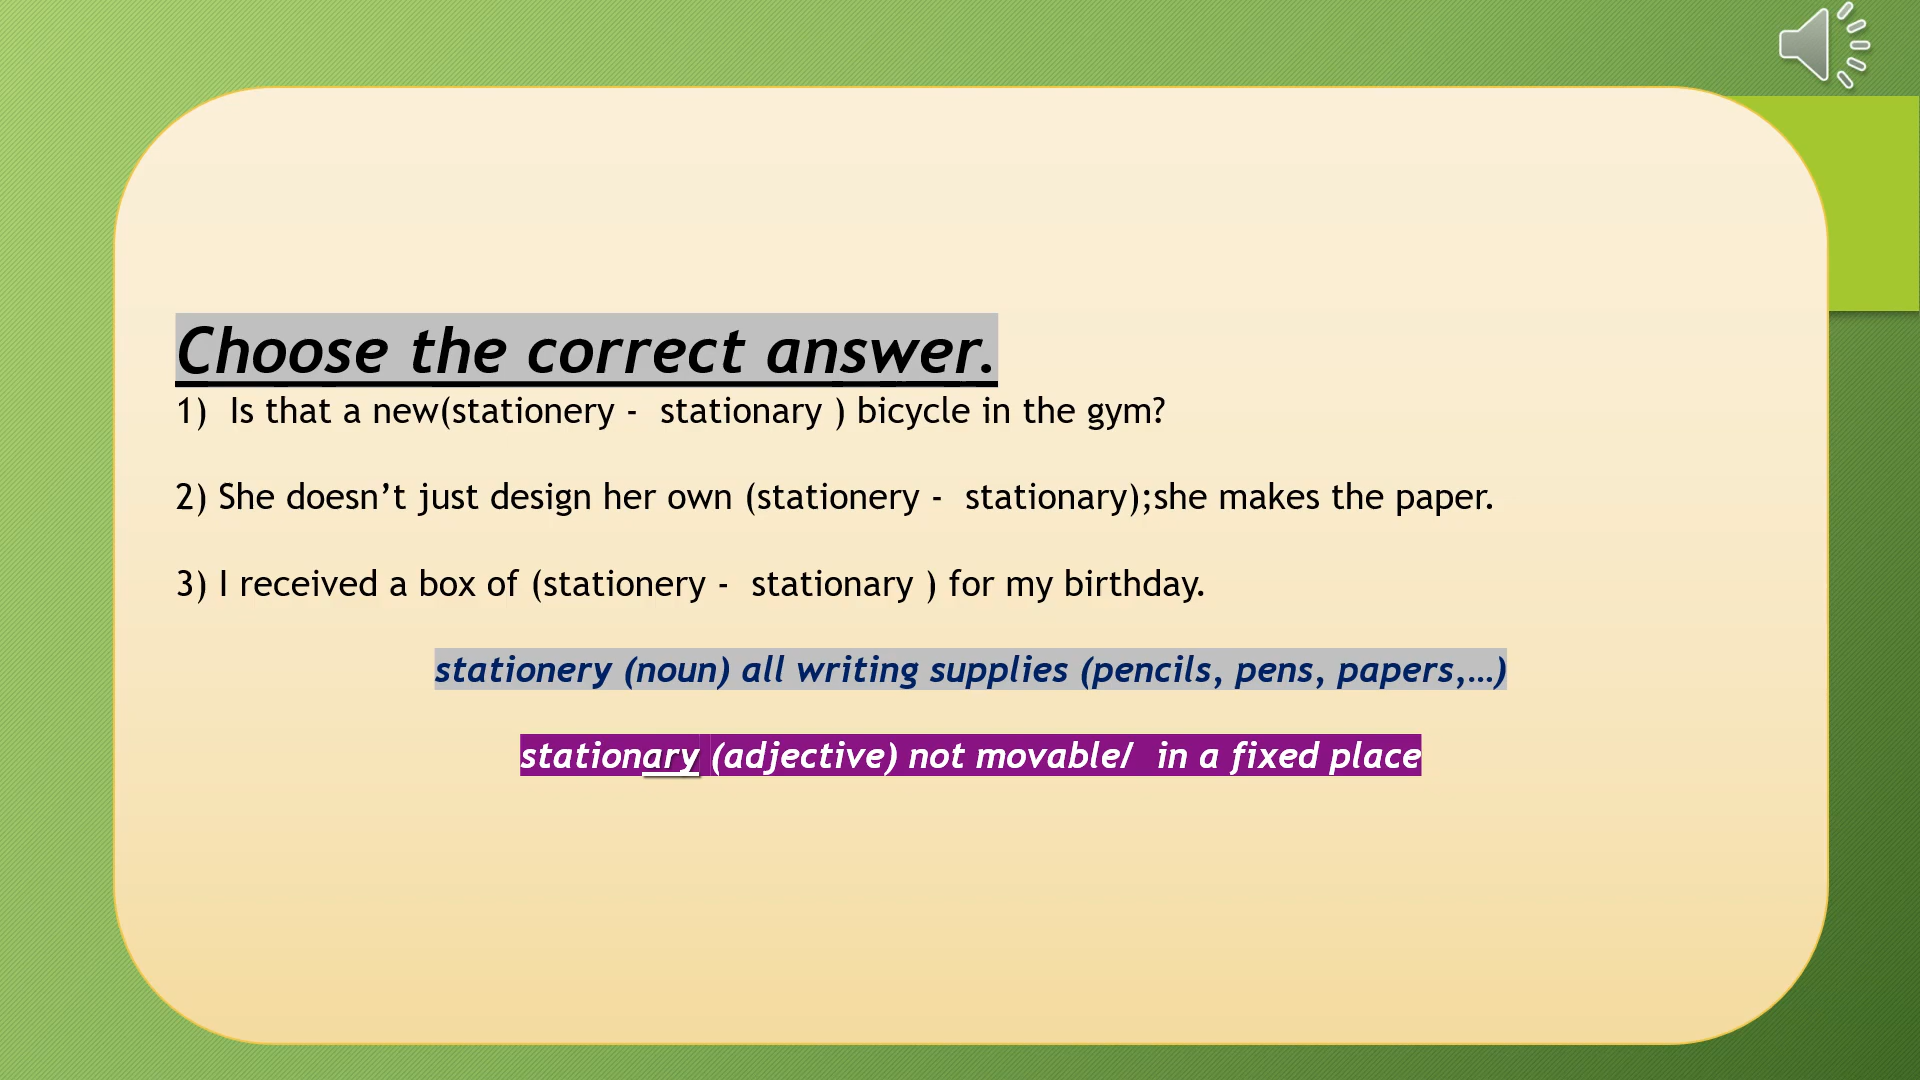 Choose the correct answer.
1)  Is that a new(stationery -  stationary ) bicycle in the gym?
2) She doesn’t just design her own (stationery -  stationary);she makes the paper.
3) I received a box of (stationery -  stationary ) for my birthday.
stationery (noun) all writing supplies (pencils, pens, papers,…)
stationary (adjective) not movable/  in a fixed place